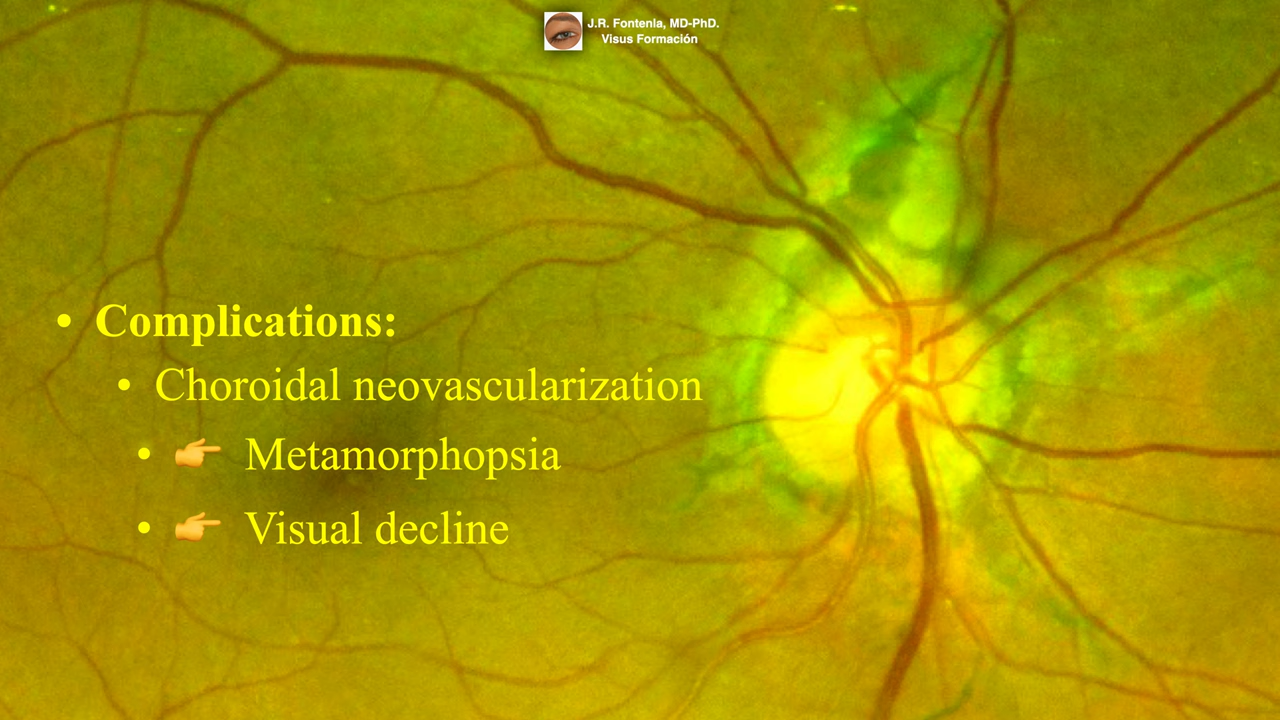 J.R. Fontenla, MD-PhD.
Visus Formación
• Complications:
• Choroidal neovascularization
• 👉 Metamorphopsia
• 👉 Visual decline